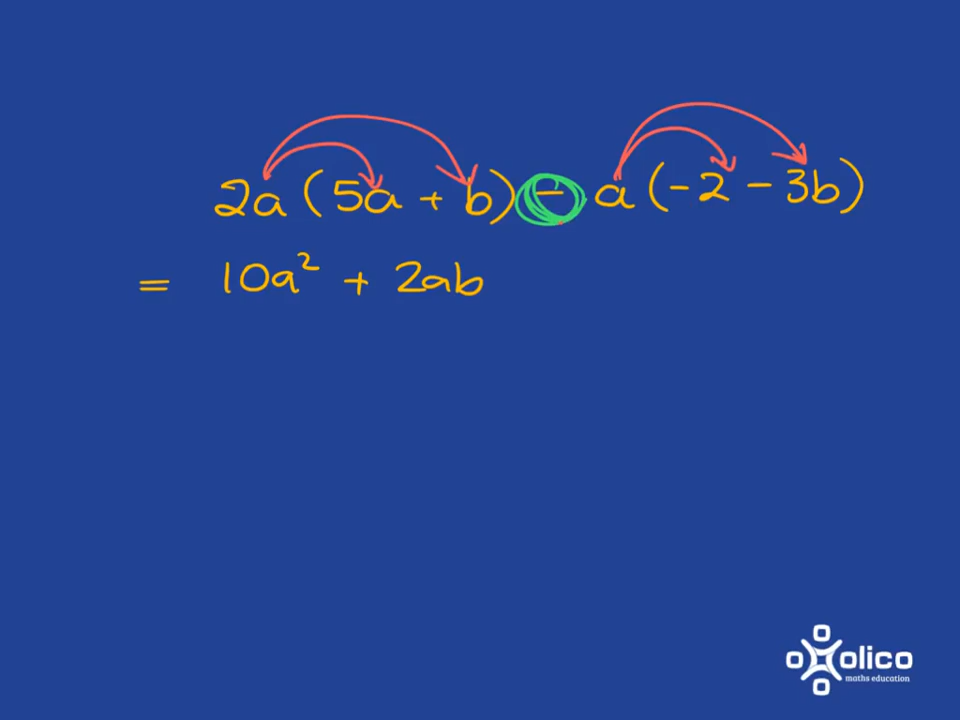 2a (5a + b) - a (-2 - 3b)
= 10a² + 2ab
olico
maths education